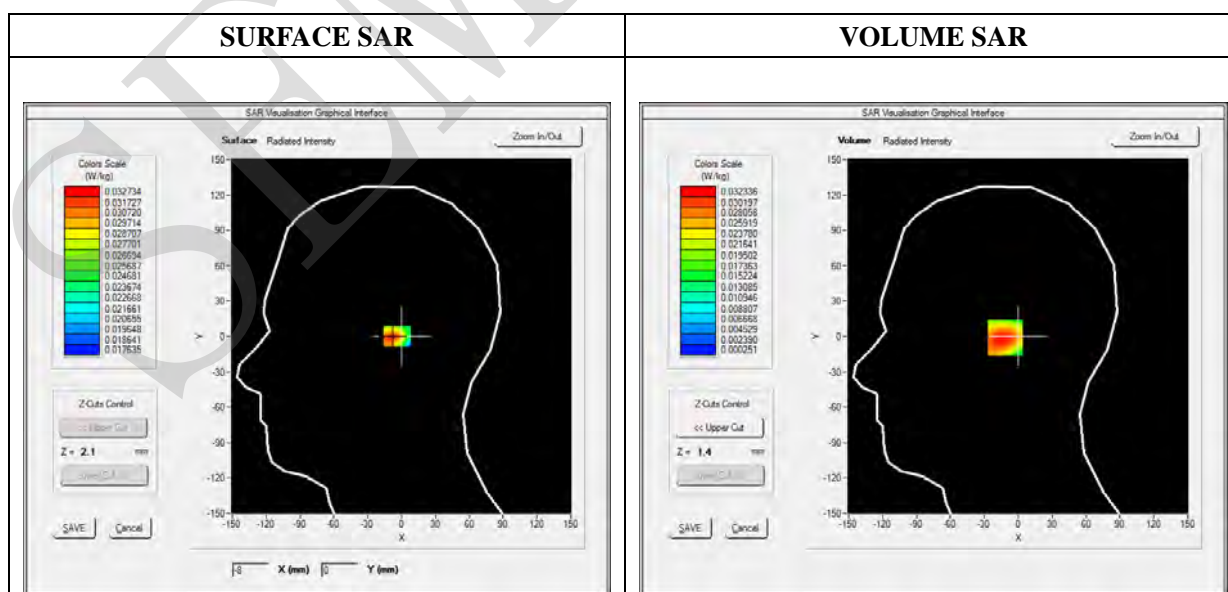 SURFACE SAR
VOLUME SAR
SAR Visualisation Graphical Interface
Surface Radiated Intensity
Zoom In/Out
Colors Scale
(W/kg)
0.032734
0.031727
0.030720
0.029714
0.028707
0.027701
0.026694
0.025687
0.024681
0.023674
0.022668
0.021661
0.020655
0.019648
0.018641
0.017635
Z-Cuts Control
<< Upper Cut
Z = 2.1 mm
SAVE Cancel
150
120
90
60
30
0
-30
-60
-90
-120
-150
Y
-150 -120 -90 -60 -30 0 30 60 90 120 150
X
-8 X (mm) 0 Y (mm)
SAR Visualisation Graphical Interface
Volume Radiated Intensity
Zoom In/Out
Colors Scale
(W/kg)
0.032336
0.030197
0.028058
0.025919
0.023780
0.021641
0.019502
0.017363
0.015224
0.013085
0.010946
0.008807
0.006668
0.004529
0.002390
0.000251
Z-Cuts Control
<< Upper Cut
Z = 1.4 mm
SAVE Cancel
150
120
90
60
30
0
-30
-60
-90
-120
-150
Y
-150 -120 -90 -60 -30 0 30 60 90 120 150
X